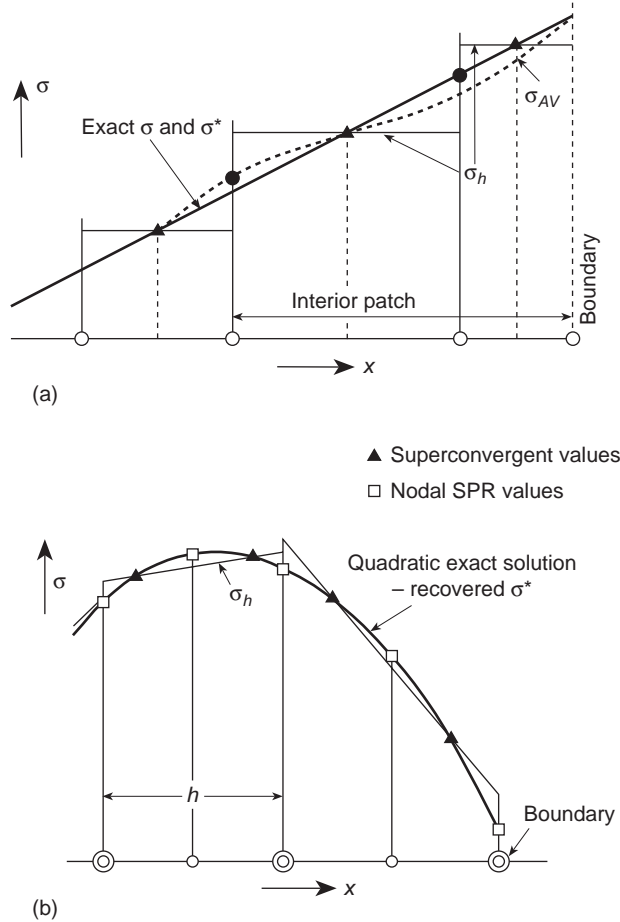 σ
Exact σ and σ*
σ_AV
σ_h
Interior patch
Boundary
x
(a)
▲ Superconvergent values
□ Nodal SPR values
σ
σ_h
Quadratic exact solution
– recovered σ*
h
Boundary
x
(b)